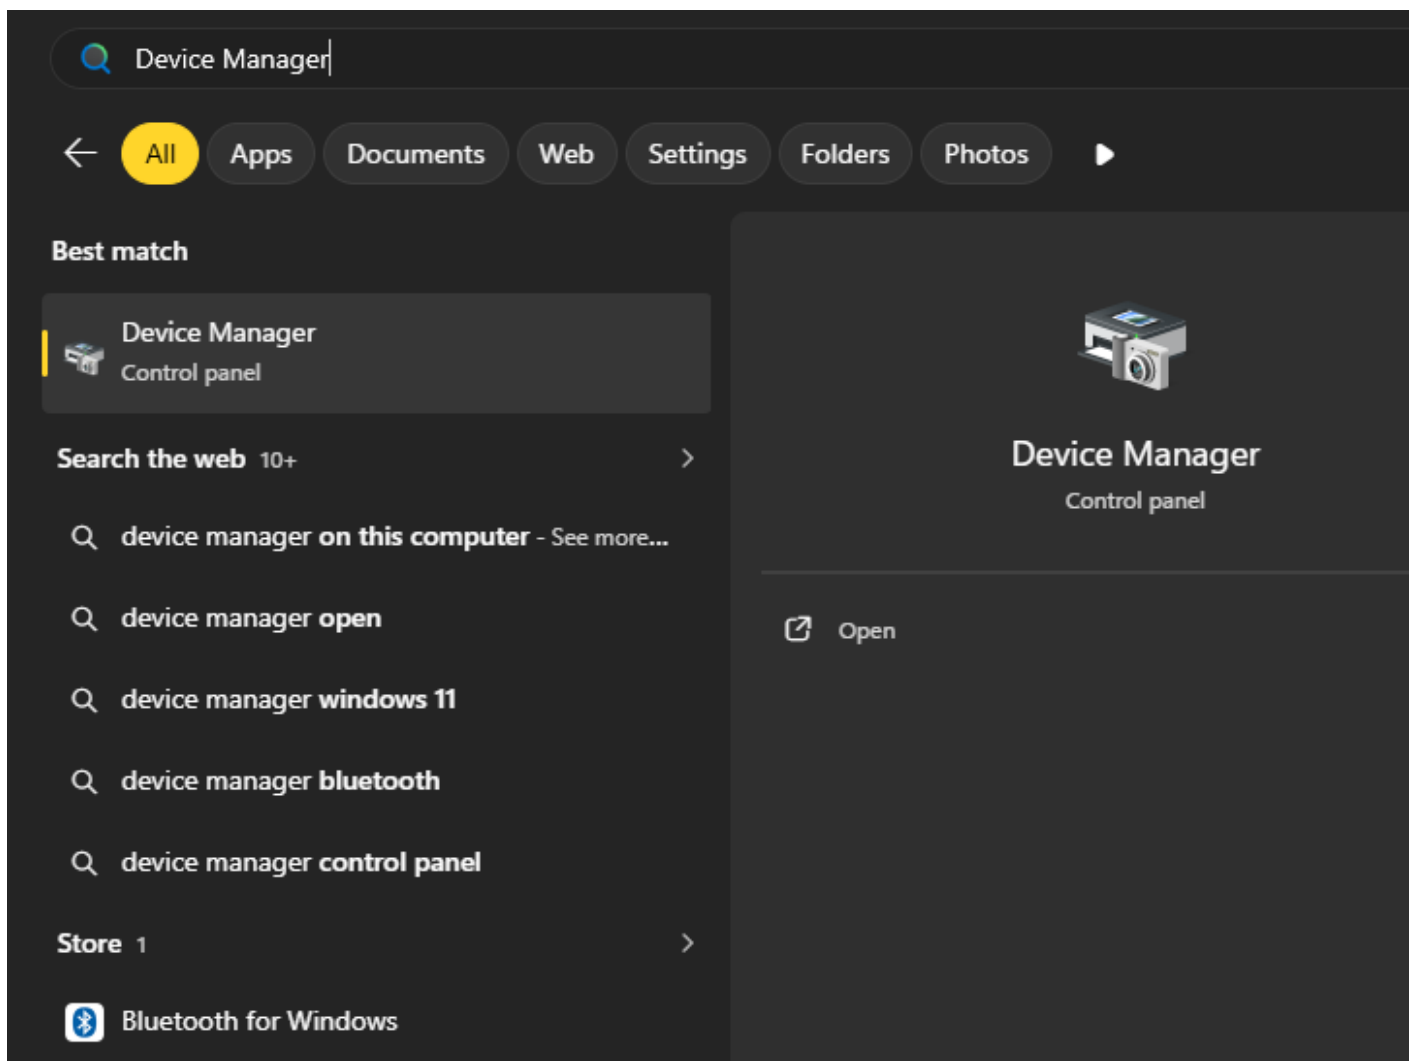 Device Manager
All
Apps
Documents
Web
Settings
Folders
Photos
Best match
Device Manager
Control panel
Search the web 10+
device manager on this computer - See more...
device manager open
device manager windows 11
device manager bluetooth
device manager control panel
Store 1
Bluetooth for Windows
Device Manager
Control panel
Open